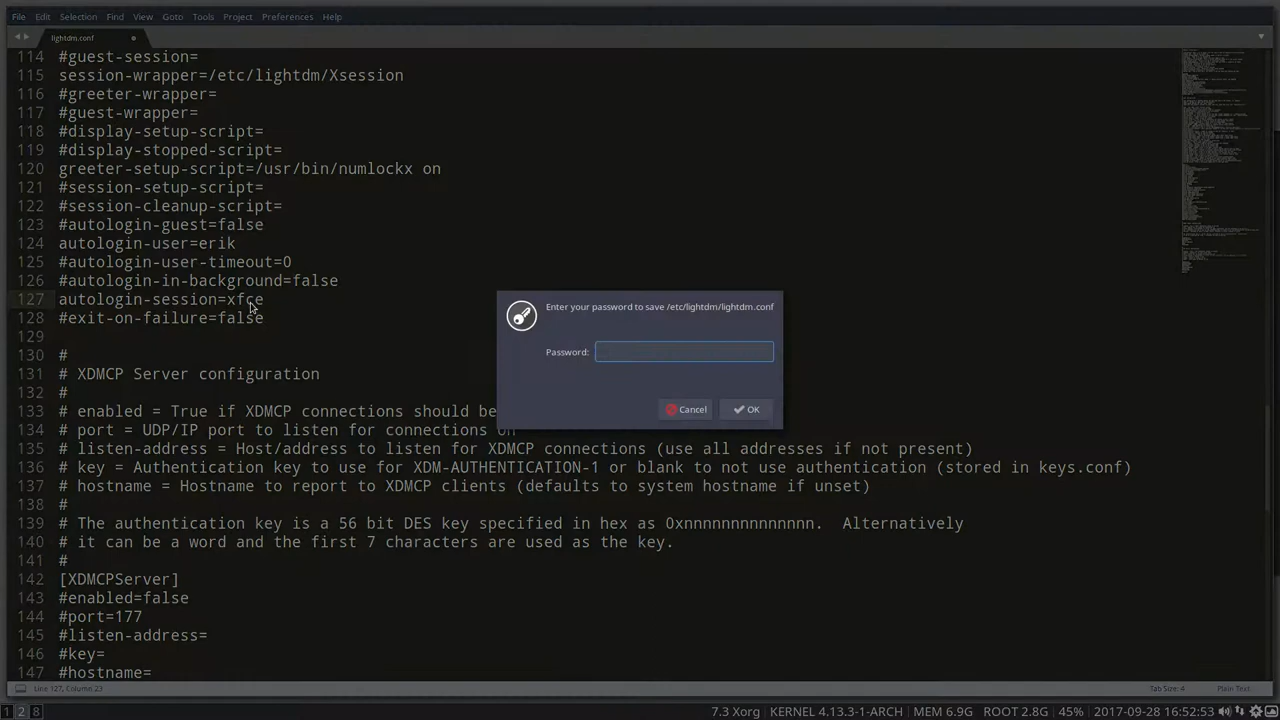 File Edit Selection Find View Goto Tools Project Preferences Help
lightdm.conf
114 #guest-session=
115 session-wrapper=/etc/lightdm/Xsession
116 #greeter-wrapper=
117 #guest-wrapper=
118 #display-setup-script=
119 #display-stopped-script=
120 greeter-setup-script=/usr/bin/numlockx on
121 #session-setup-script=
122 #session-cleanup-script=
123 #autologin-guest=false
124 autologin-user=erik
125 #autologin-user-timeout=0
126 #autologin-in-background=false
127 autologin-session=xfce
128 #exit-on-failure=false
129
130 #
131 # XDMCP Server configuration
132 #
133 # enabled = True if XDMCP connections should be
134 # port = UDP/IP port to listen for connections on
135 # listen-address = Host/address to listen for XDMCP connections (use all addresses if not present)
136 # key = Authentication key to use for XDM-AUTHENTICATION-1 or blank to not use authentication (stored in keys.conf)
137 # hostname = Hostname to report to XDMCP clients (defaults to system hostname if unset)
138 #
139 # The authentication key is a 56 bit DES key specified in hex as 0xnnnnnnnnnnnnnn. Alternatively
140 # it can be a word and the first 7 characters are used as the key.
141 #
142 [XDMCPServer]
143 #enabled=false
144 #port=177
145 #listen-address=
146 #key=
147 #hostname=
Enter your password to save /etc/lightdm/lightdm.conf
Password:
Cancel OK
Line 127, Column 23 Tab Size: 4 Plain Text
1 2 8 7.3 Xorg KERNEL 4.13.3-1-ARCH MEM 6.9G ROOT 2.8G 45% 2017-09-28 16:52:53